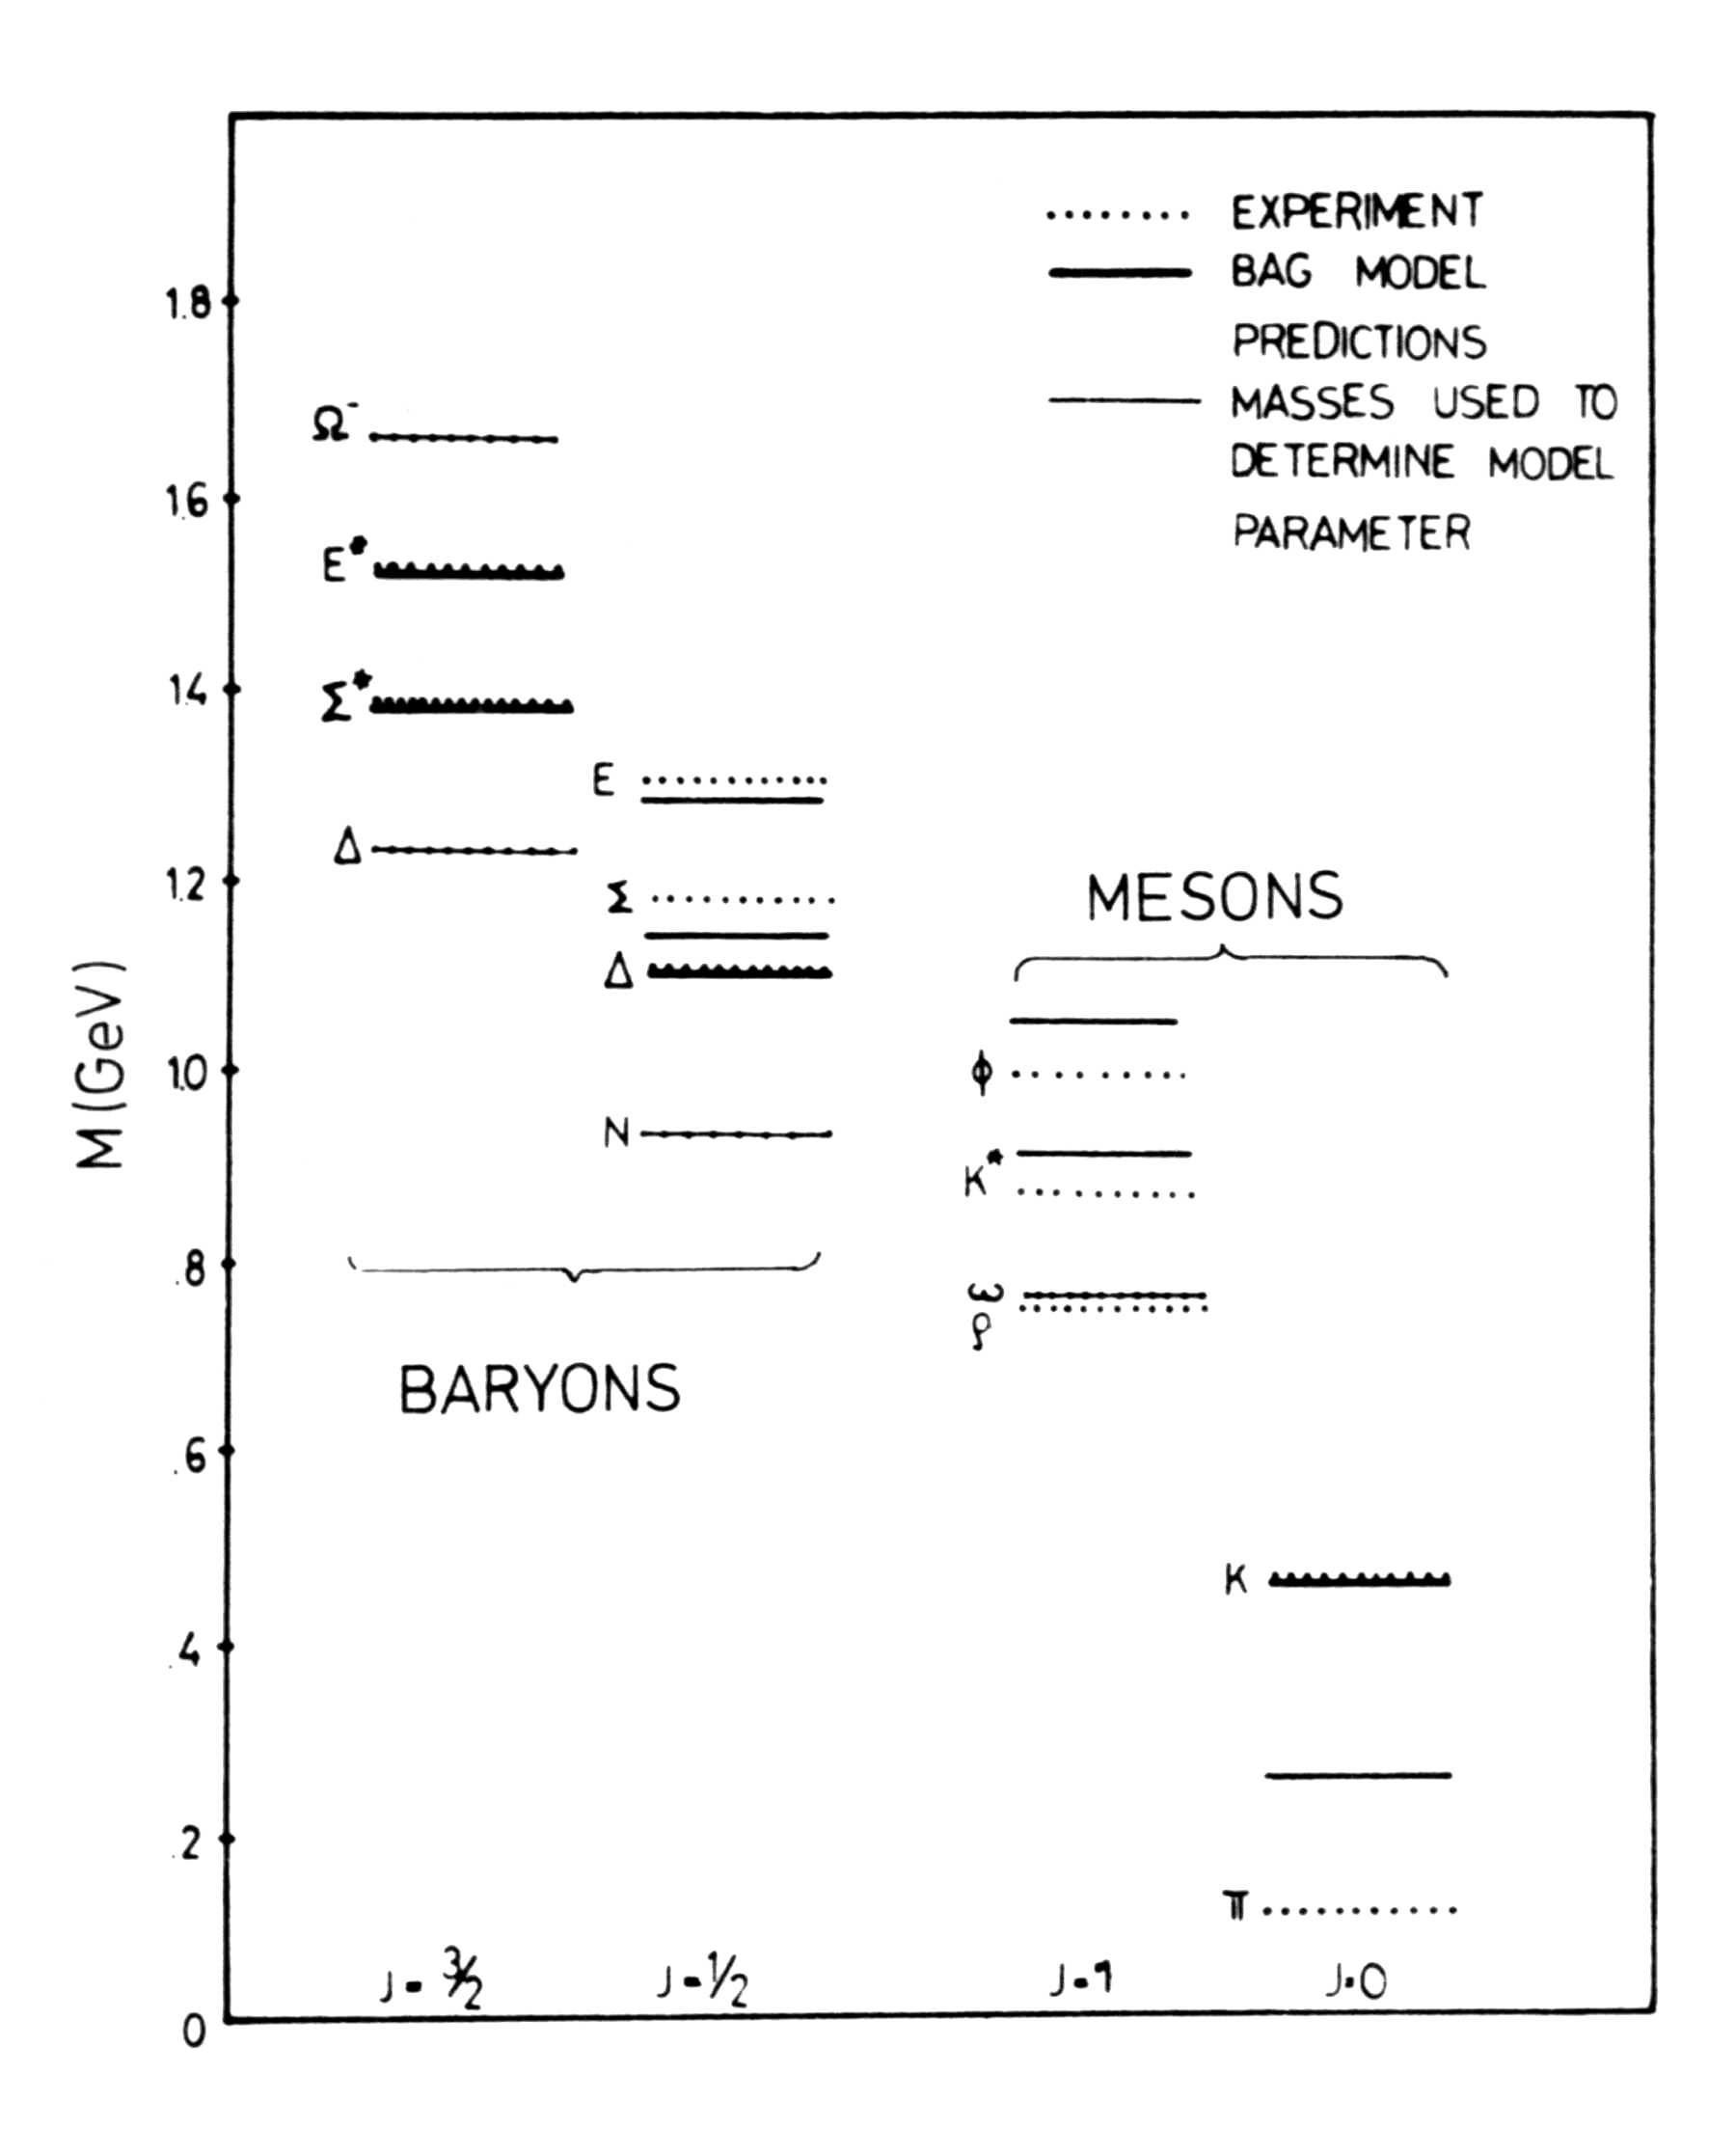 EXPERIMENT
BAG MODEL
PREDICTIONS
MASSES USED TO
DETERMINE MODEL
PARAMETER
1.8
Ω⁻
1.6
E*
1.4
Σ*
E
Δ
1.2
Σ
MESONS
Δ
M (GeV)
1.0
ϕ
N
K*
.8
ω
ρ
BARYONS
.6
K
.4
.2
π
J = 3/2
J = 1/2
J = 1
J = 0
0